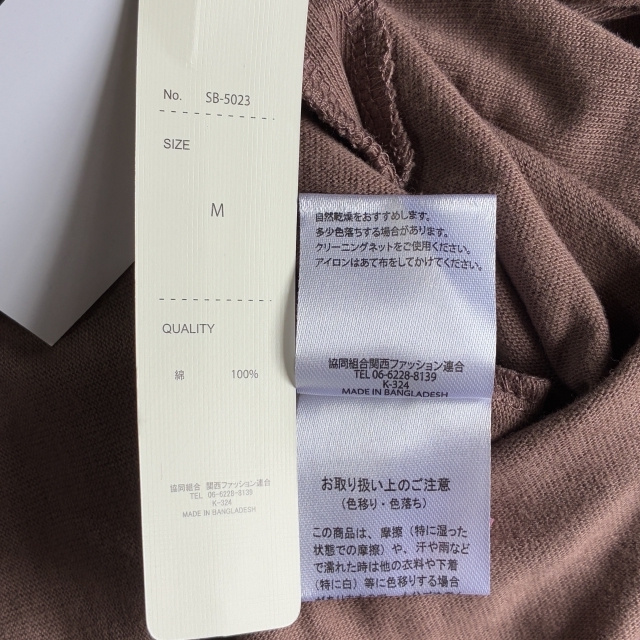 No. SB-5023
SIZE
M
QUALITY
綿 100%
協同組合 関西ファッション連合
TEL 06-6228-8139
K-324
MADE IN BANGLADESH
自然乾燥をおすすめします。
多少色落ちする場合があります。
クリーニングネットをご使用ください。
アイロンはあて布をしてかけてください。
協同組合関西ファッション連合
TEL 06-6228-8139
K-324
MADE IN BANGLADESH
お取り扱い上のご注意
(色移り・色落ち)
この商品は、摩擦(特に湿った
状態での摩擦)や、汗や雨など
で濡れた時は他の衣料や下着
(特に白)等に色移りする場合